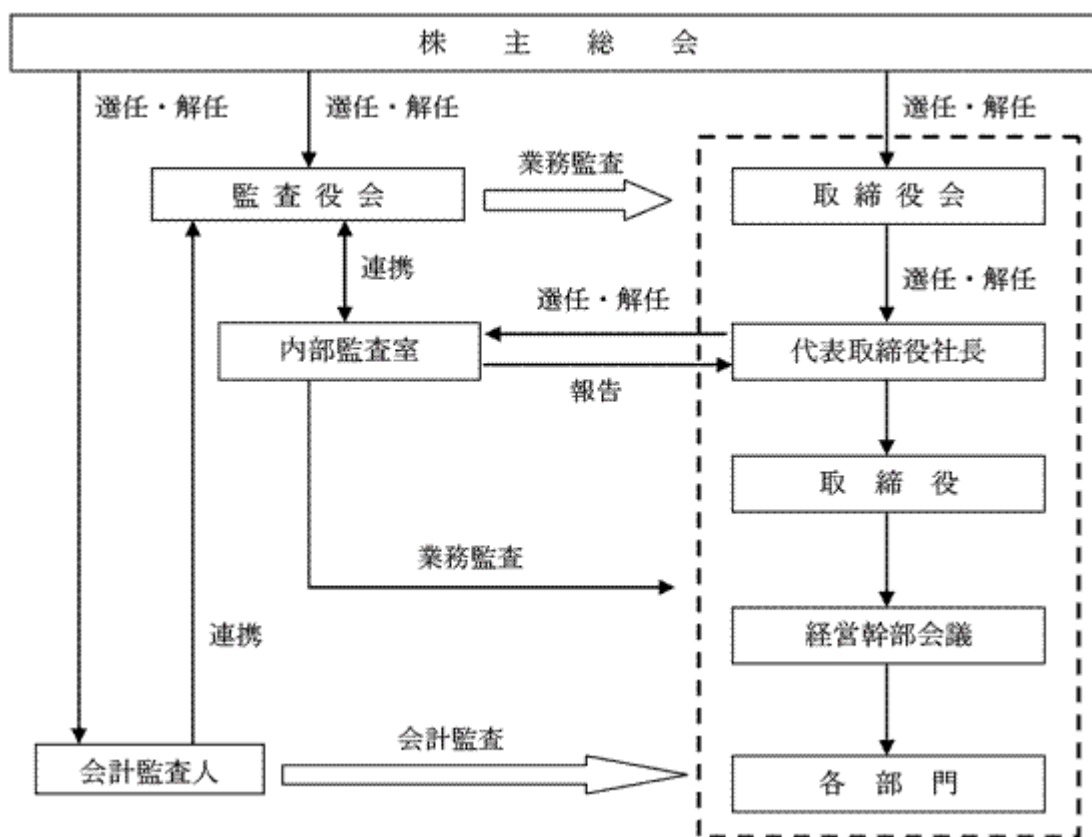 株主総会
選任・解任
選任・解任
選任・解任
業務監査
監査役会
取締役会
連携
選任・解任
選任・解任
内部監査室
代表取締役社長
報告
取締役
業務監査
経営幹部会議
連携
会計監査
会計監査人
各部門